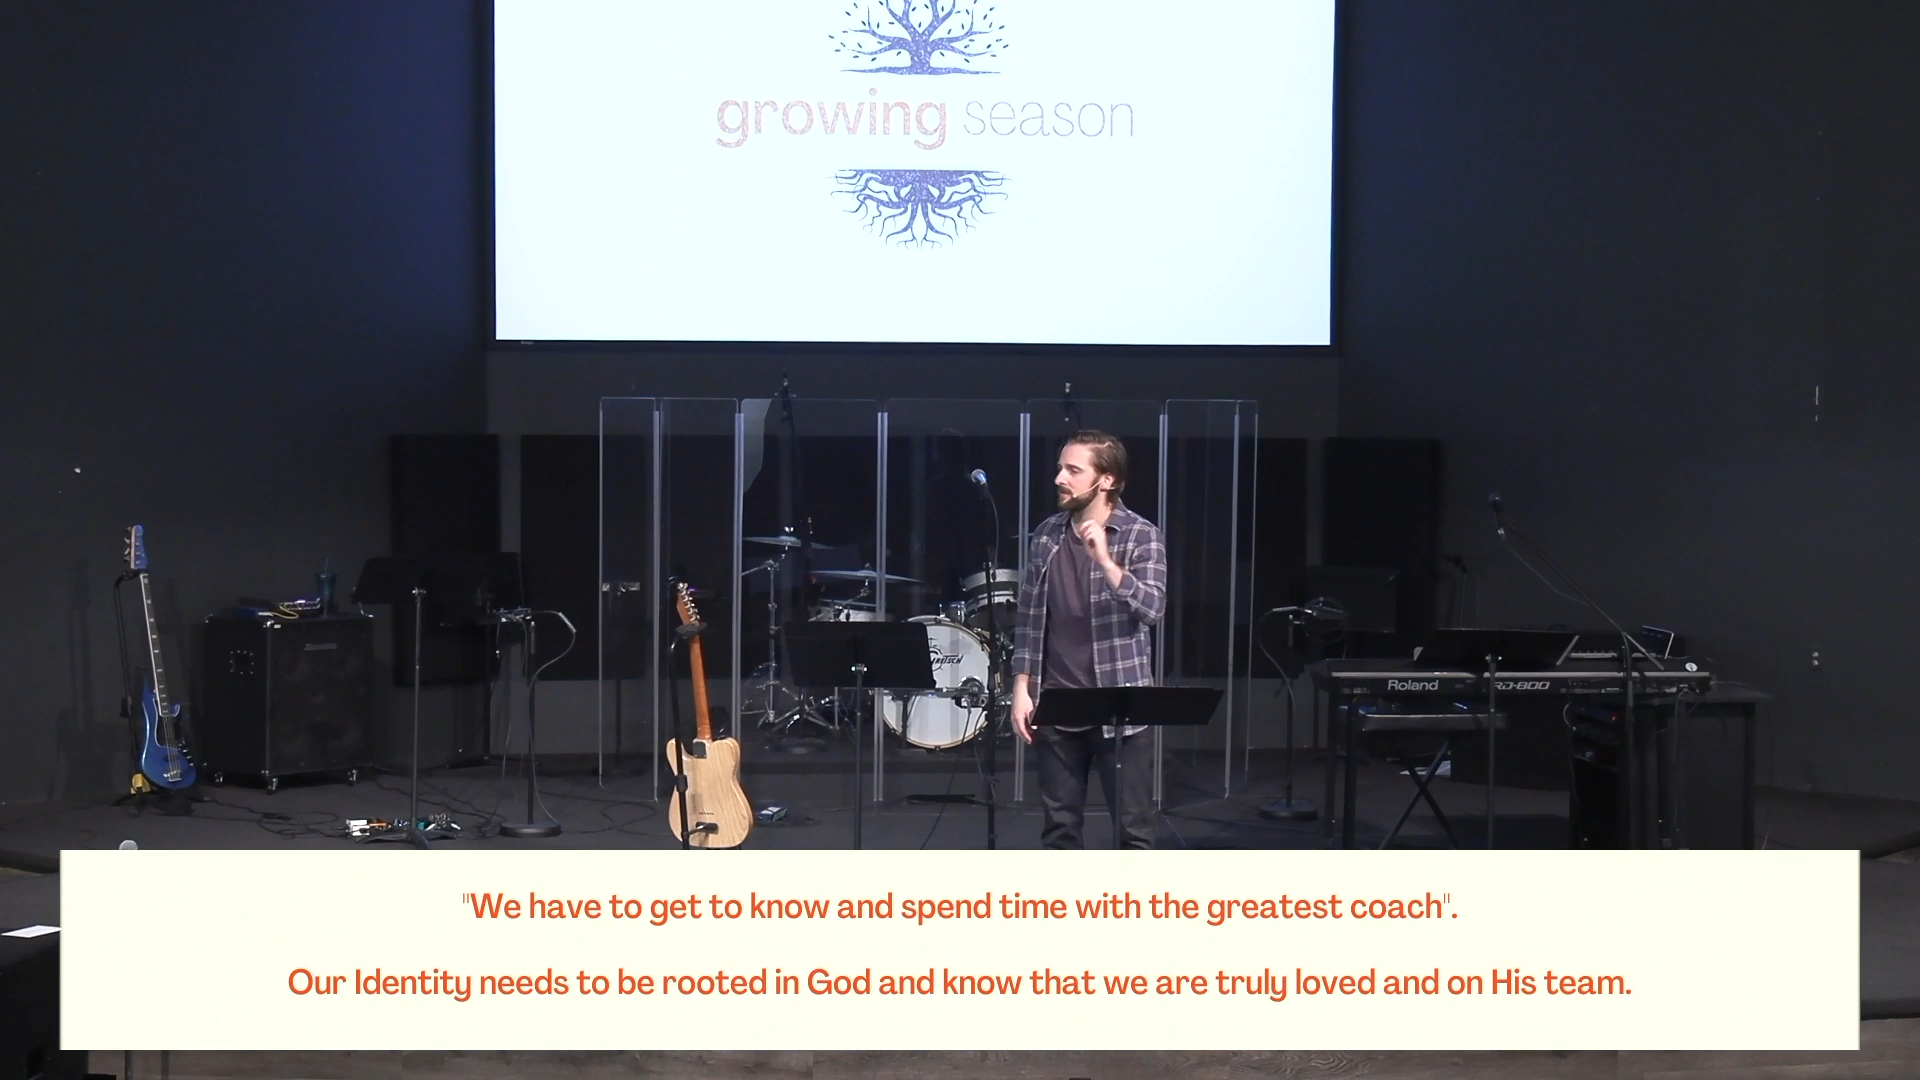 growing season
GRETSCH
Roland
RD-800
"We have to get to know and spend time with the greatest coach".
Our Identity needs to be rooted in God and know that we are truly loved and on His team.